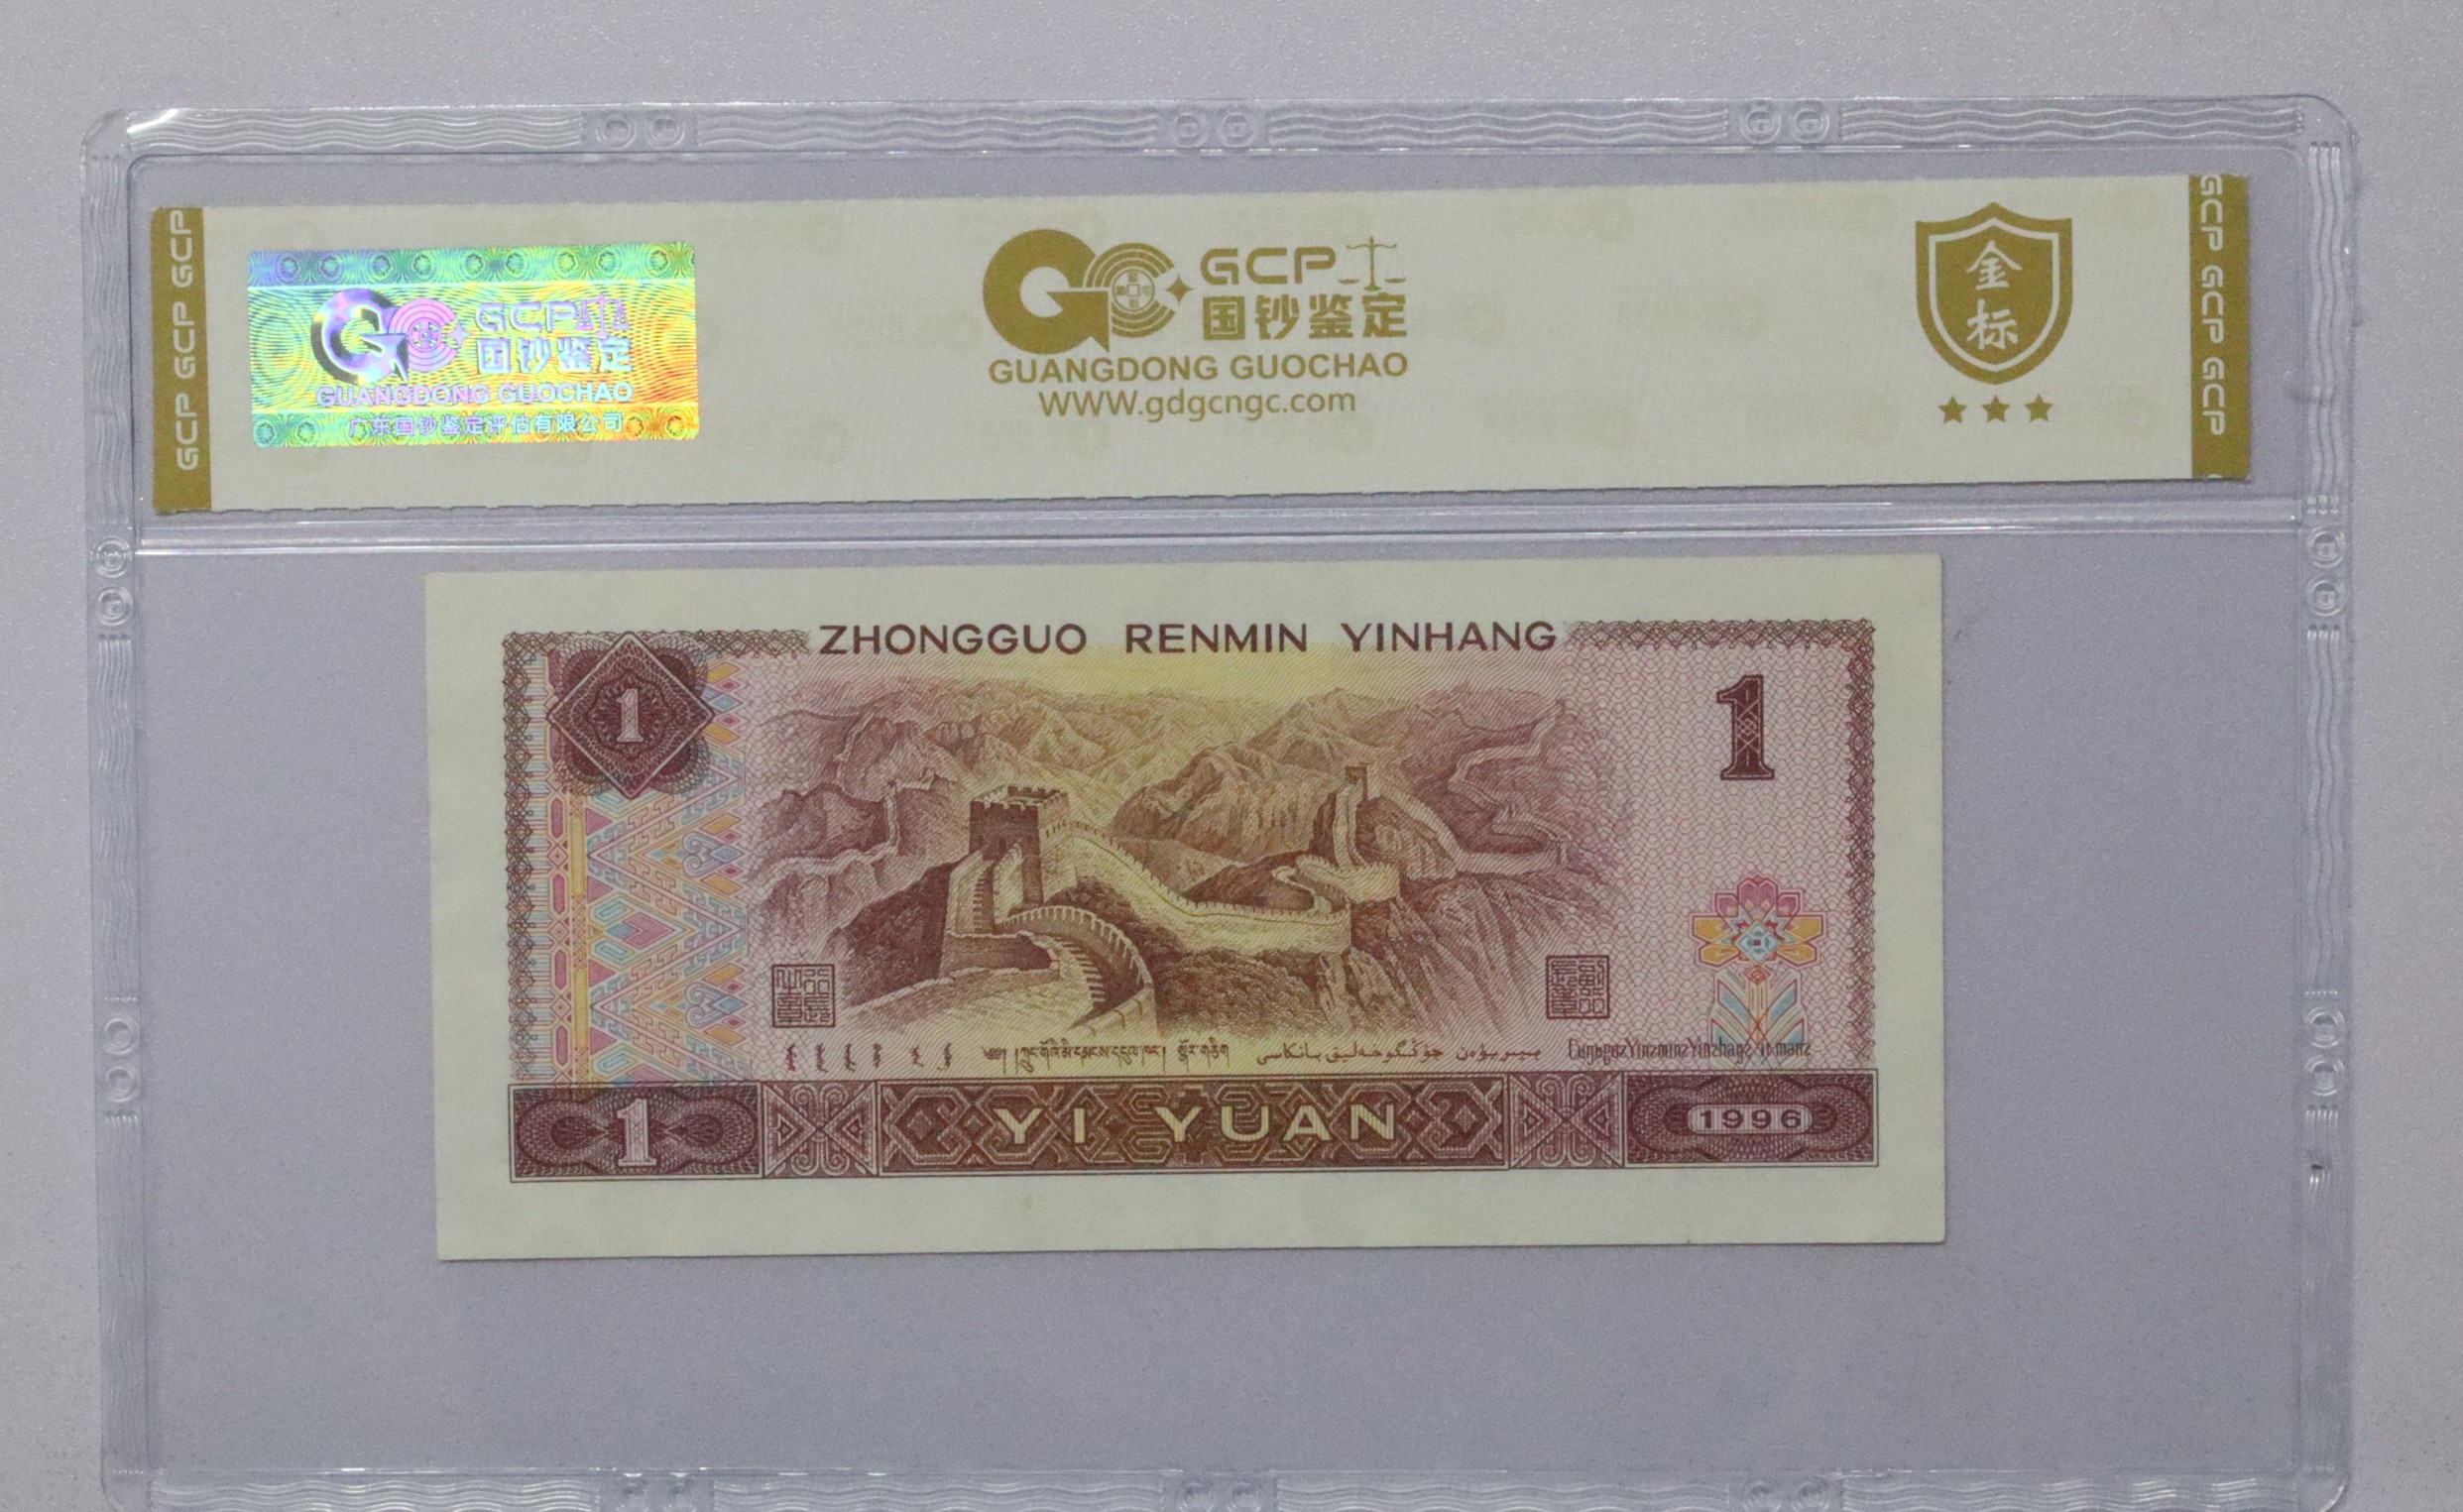 GCP GCP GCP
GCP
国钞鉴定
GUANGDONG GUOCHAO
广东国钞鉴定评估有限公司
GCP
国钞鉴定
GUANGDONG GUOCHAO
WWW.gdgcngc.com
金
标
GCP GCP GCP
ZHONGGUO RENMIN YINHANG
1
1
1
YI YUAN
1996